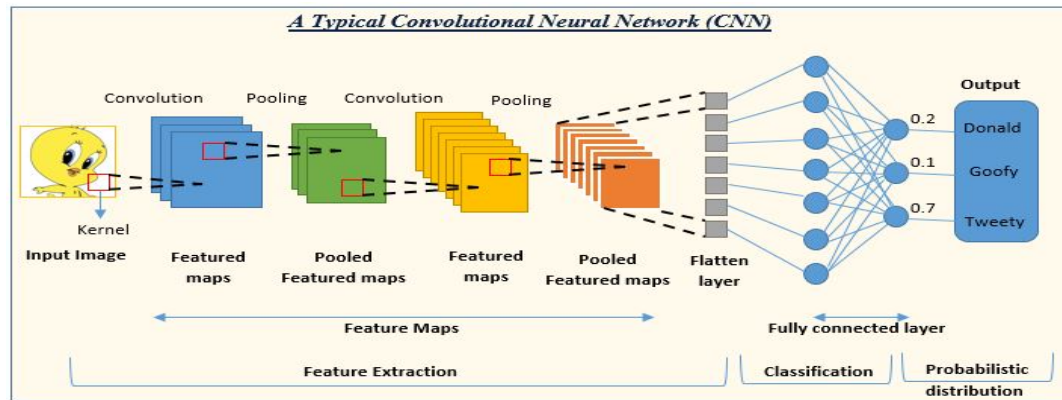 A Typical Convolutional Neural Network (CNN)
Convolution
Pooling
Convolution
Pooling
Kernel
Input Image
Featured
maps
Pooled
Featured maps
Featured
maps
Pooled
Featured maps
Flatten
layer
0.2
0.1
0.7
Output
Donald
Goofy
Tweety
Feature Maps
Fully connected layer
Feature Extraction
Classification
Probabilistic
distribution